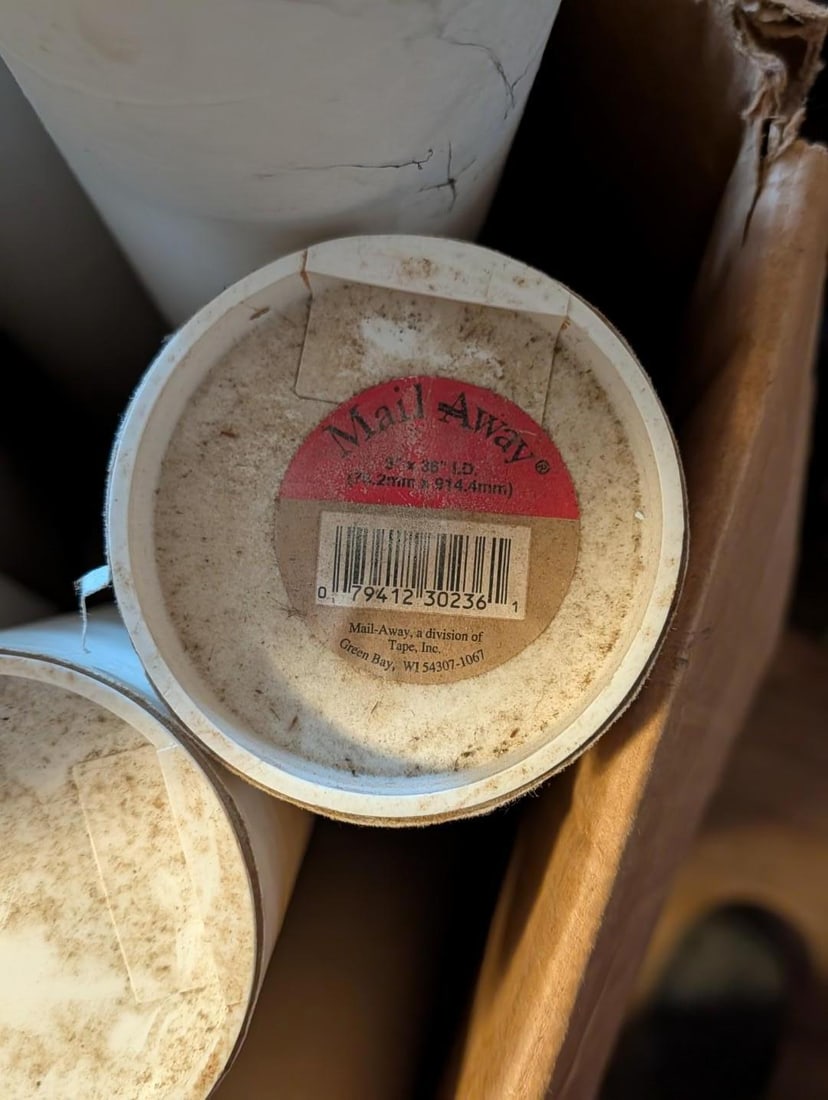 Mail Away®
3" x 36" I.D.
(76.2mm x 914.4mm)
0 79412 30236 1
Mail-Away, a division of
Tape, Inc.
Green Bay, WI 54307-1067